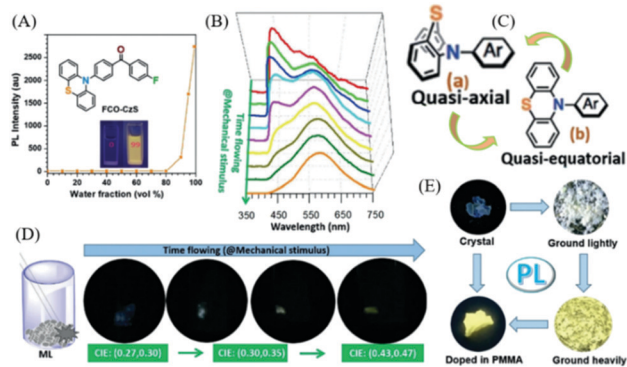 (A)
PL Intensity (au)
2500
2000
1500
1000
500
0
0
20
40
60
80
100
Water fraction (vol %)
O
N
S
F
FCO-CzS
(B)
@Mechanical stimulus
Time flowing
350
450
550
650
750
Wavelength (nm)
(C)
S
N
Ar
(a)
Quasi-axial
N
Ar
S
(b)
Quasi-equatorial
(D)
Time flowing (@Mechanical stimulus)
ML
CIE: (0.27,0.30)
CIE: (0.30,0.35)
CIE: (0.43,0.47)
(E)
Crystal
Ground lightly
PL
Doped in PMMA
Ground heavily